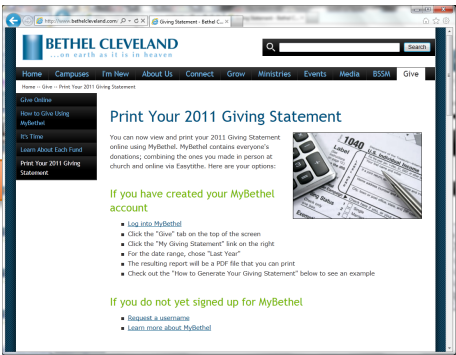 http://www.bethelcleveland.com/
Giving Statement - Bethel C...
BETHEL CLEVELAND
...on earth as it is in heaven
Search
Home Campuses I'm New About Us Connect Grow Ministries Events Media BSSM Give
Home :: Give :: Print Your 2011 Giving Statement
Give Online
How to Give Using
MyBethel
It's Time
Learn About Each Fund
Print Your 2011 Giving
Statement
Print Your 2011 Giving Statement
You can now view and print your 2011 Giving Statement
online using MyBethel. MyBethel contains everyone's
donations; combining the ones you made in person at
church and online via Easytithe. Here are your options:
1040
U.S. Individual Income
Label
If you have created your MyBethel
account
Log into MyBethel
Click the "Give" tab on the top of the screen
Click the "My Giving Statement" link on the right
For the date range, chose "Last Year"
The resulting report will be a PDF file that you can print
Check out the "How to Generate Your Giving Statement" below to see an example
If you do not yet signed up for MyBethel
Request a username
Learn more about MyBethel